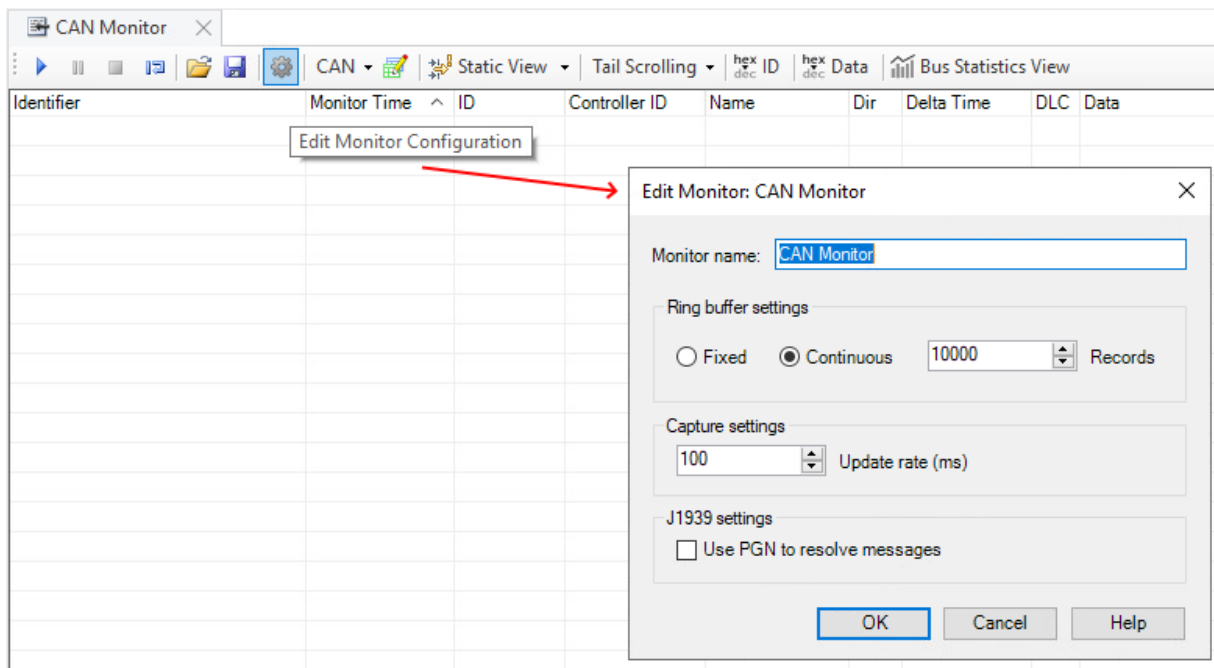 CAN Monitor
CAN Static View Tail Scrolling hex dec ID hex dec Data Bus Statistics View
Identifier Monitor Time ID Controller ID Name Dir Delta Time DLC Data
Edit Monitor Configuration
Edit Monitor: CAN Monitor
Monitor name: CAN Monitor
Ring buffer settings
Fixed Continuous 10000 Records
Capture settings
100 Update rate (ms)
J1939 settings
Use PGN to resolve messages
OK Cancel Help